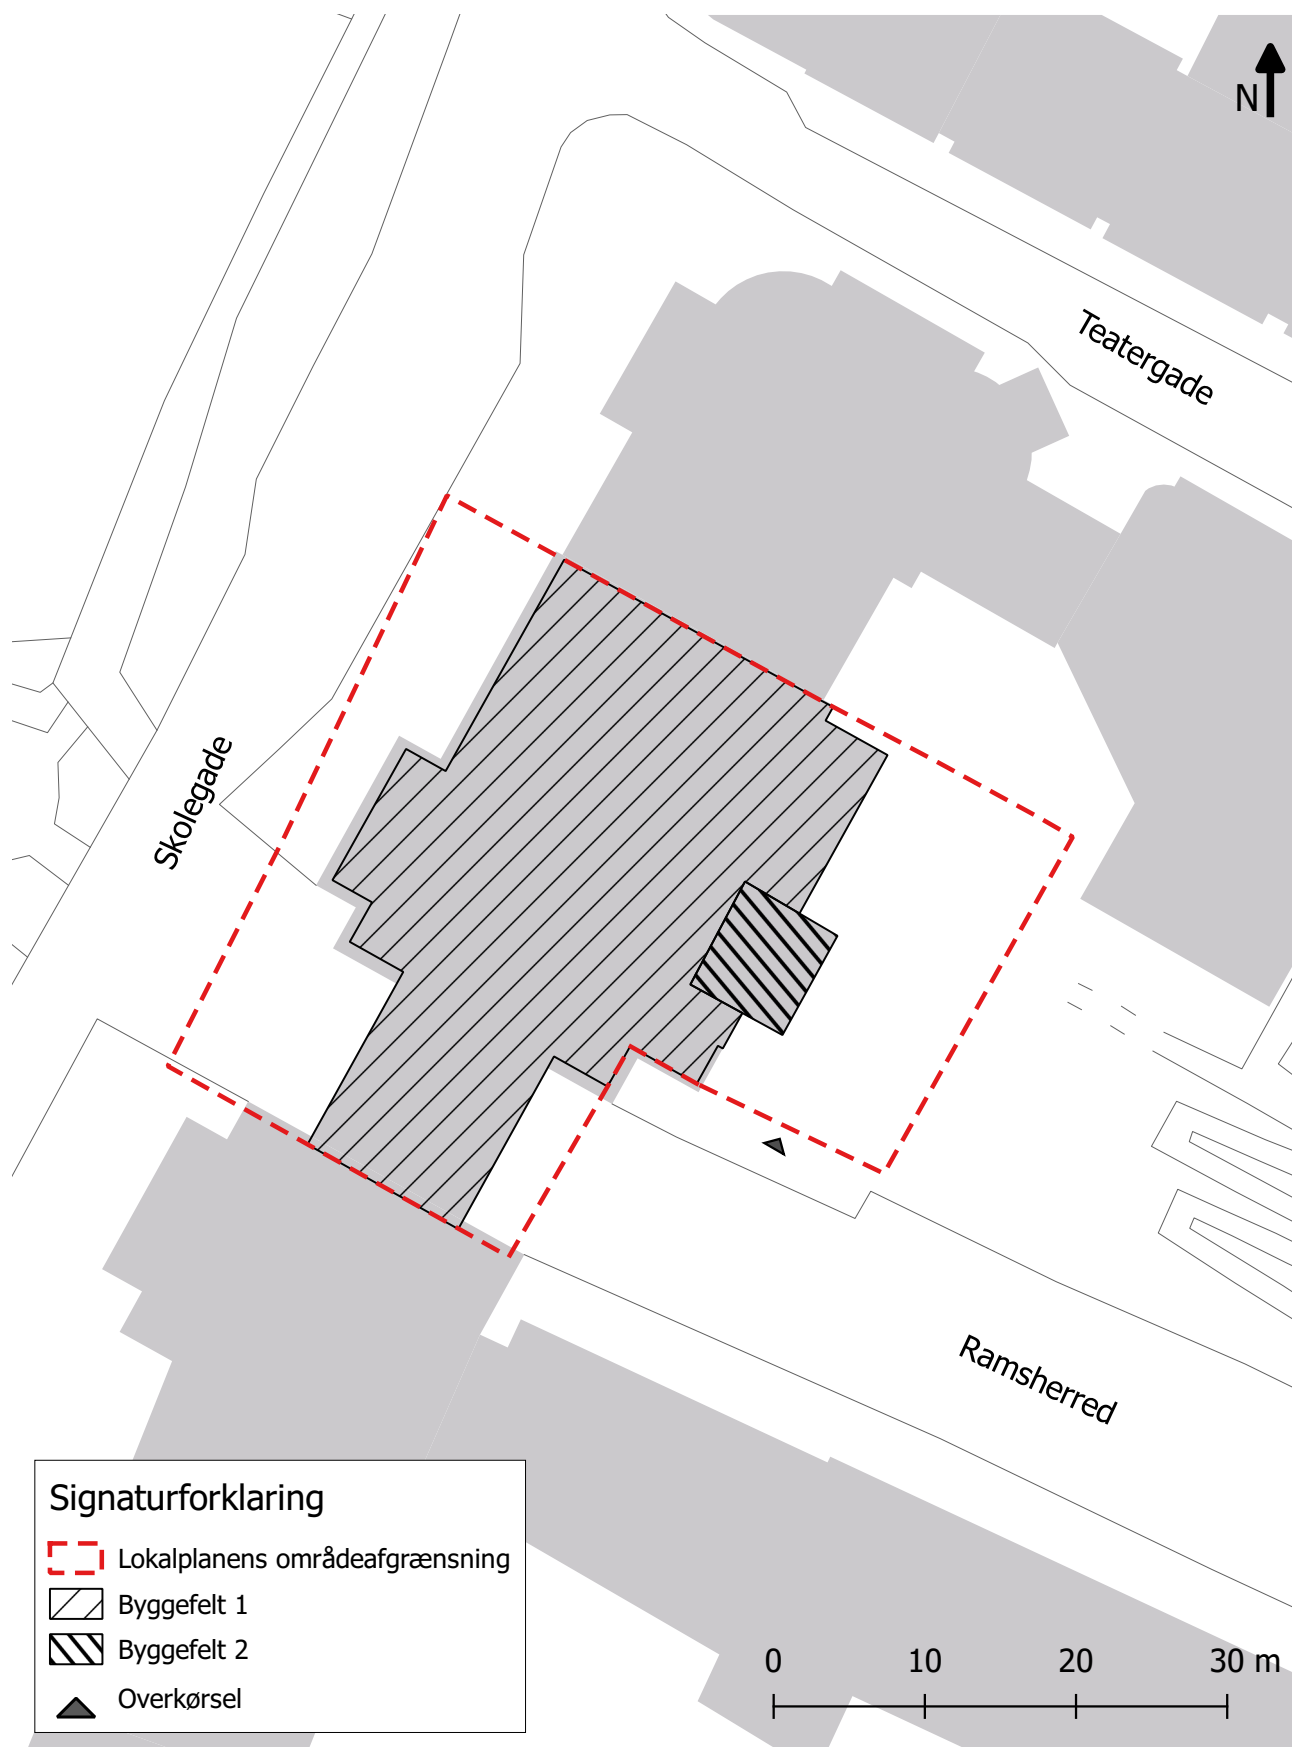 N
Teatergade
Skolegade
Ramsherred
Signaturforklaring
Lokalplanens områdeafgrænsning
Byggefelt 1
Byggefelt 2
Overkørsel
0 10 20 30 m